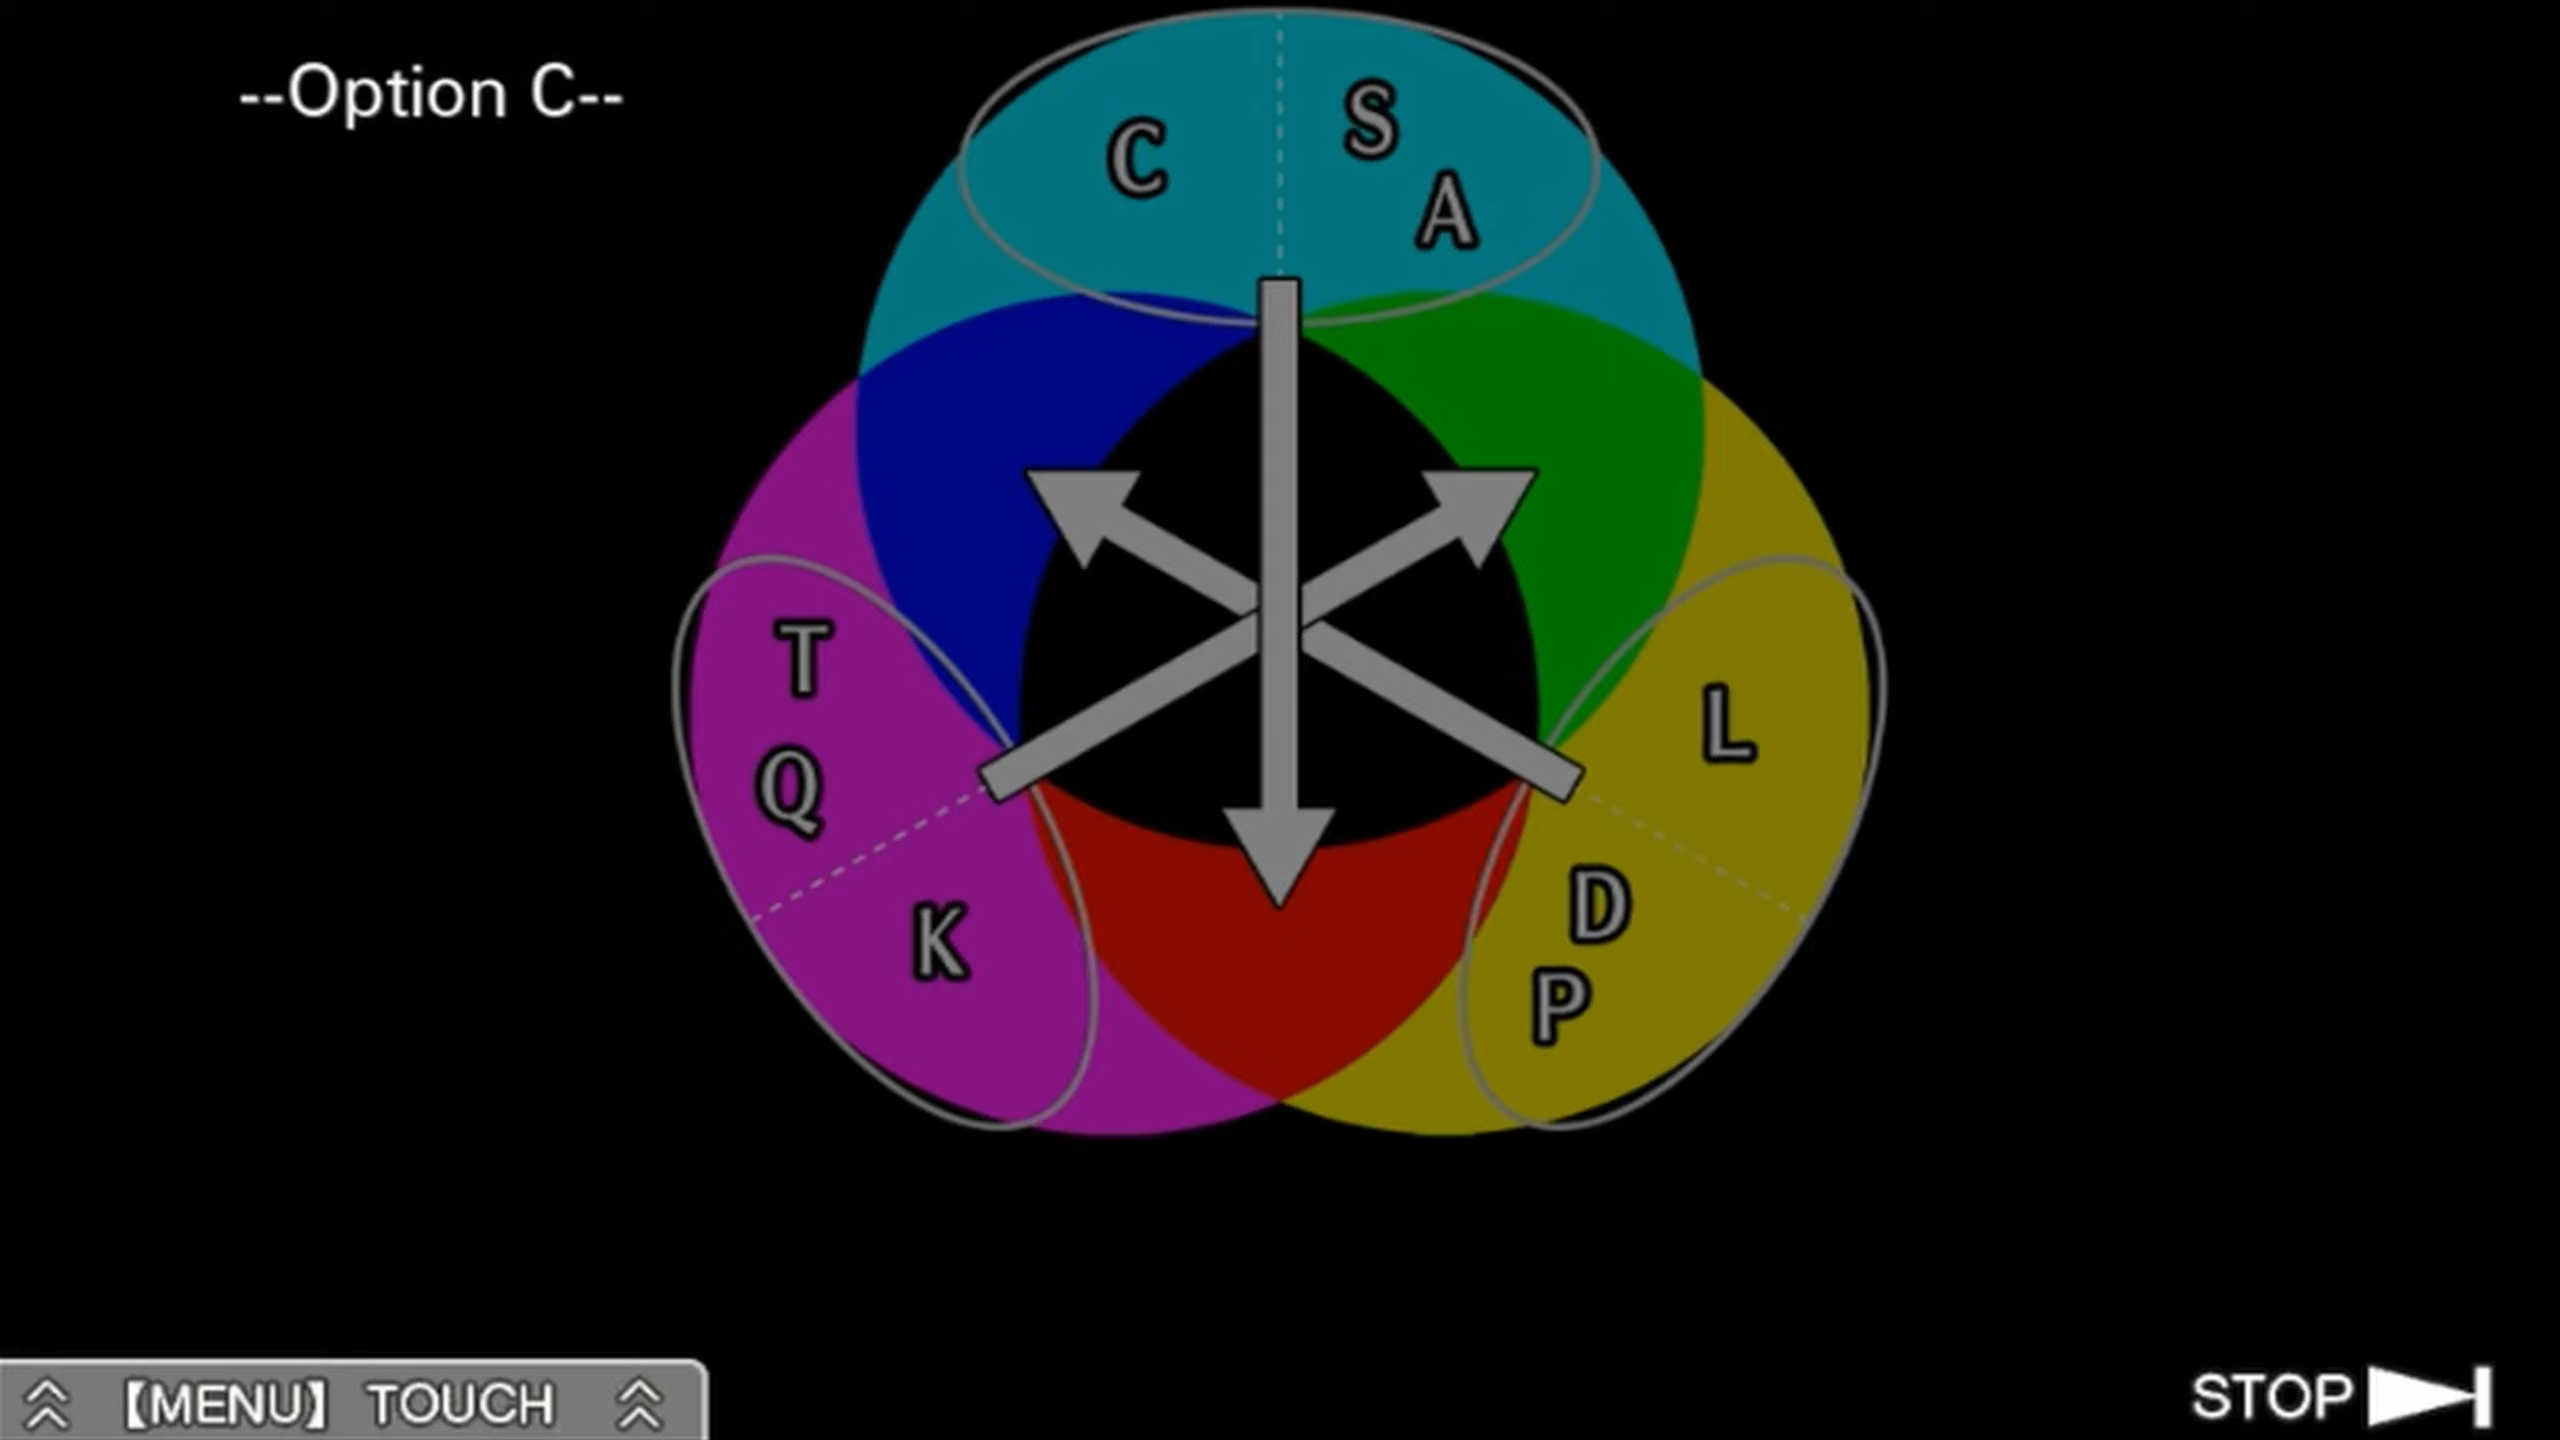 --Option C--
C
S
A
T
Q
K
L
D
P
【MENU】 TOUCH
STOP